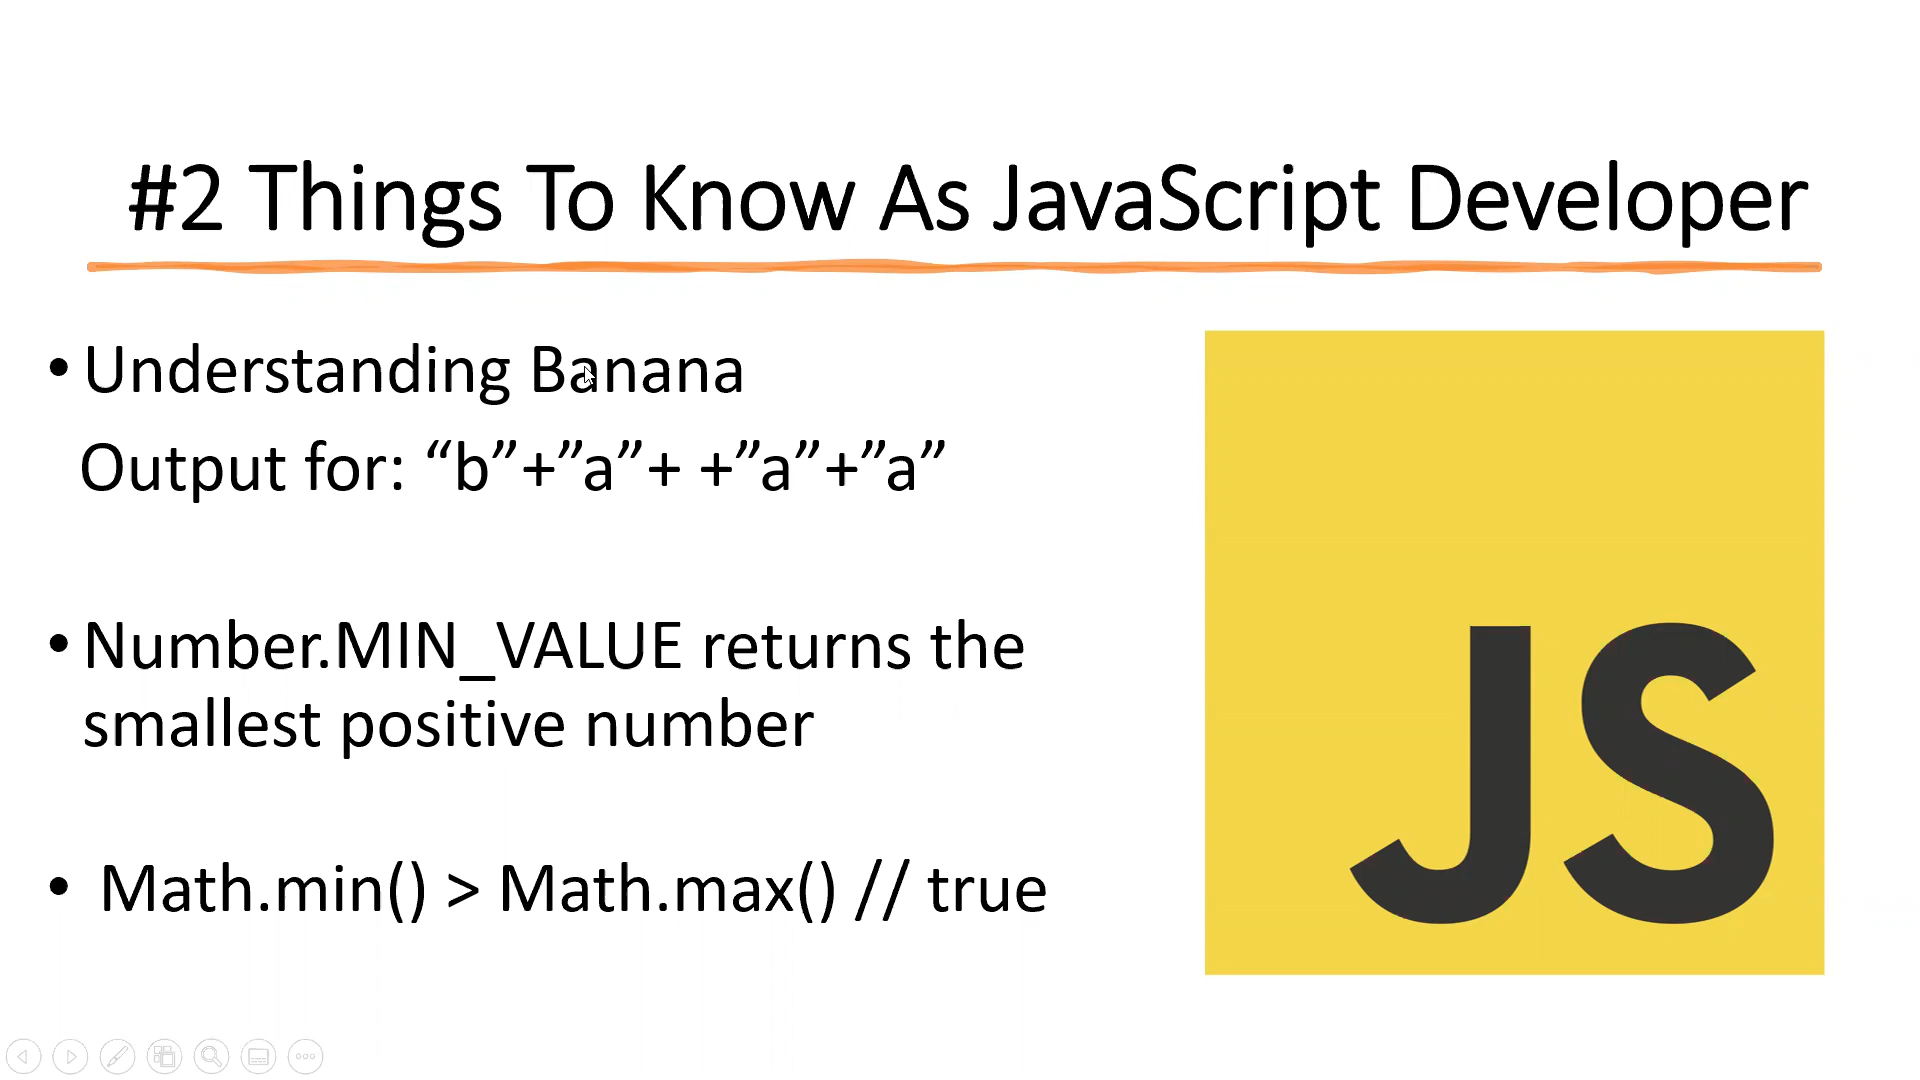 #2 Things To Know As JavaScript Developer
• Understanding Banana
Output for: “b”+”a”+ +”a”+”a”
• Number.MIN_VALUE returns the
smallest positive number
• Math.min() > Math.max() // true
JS